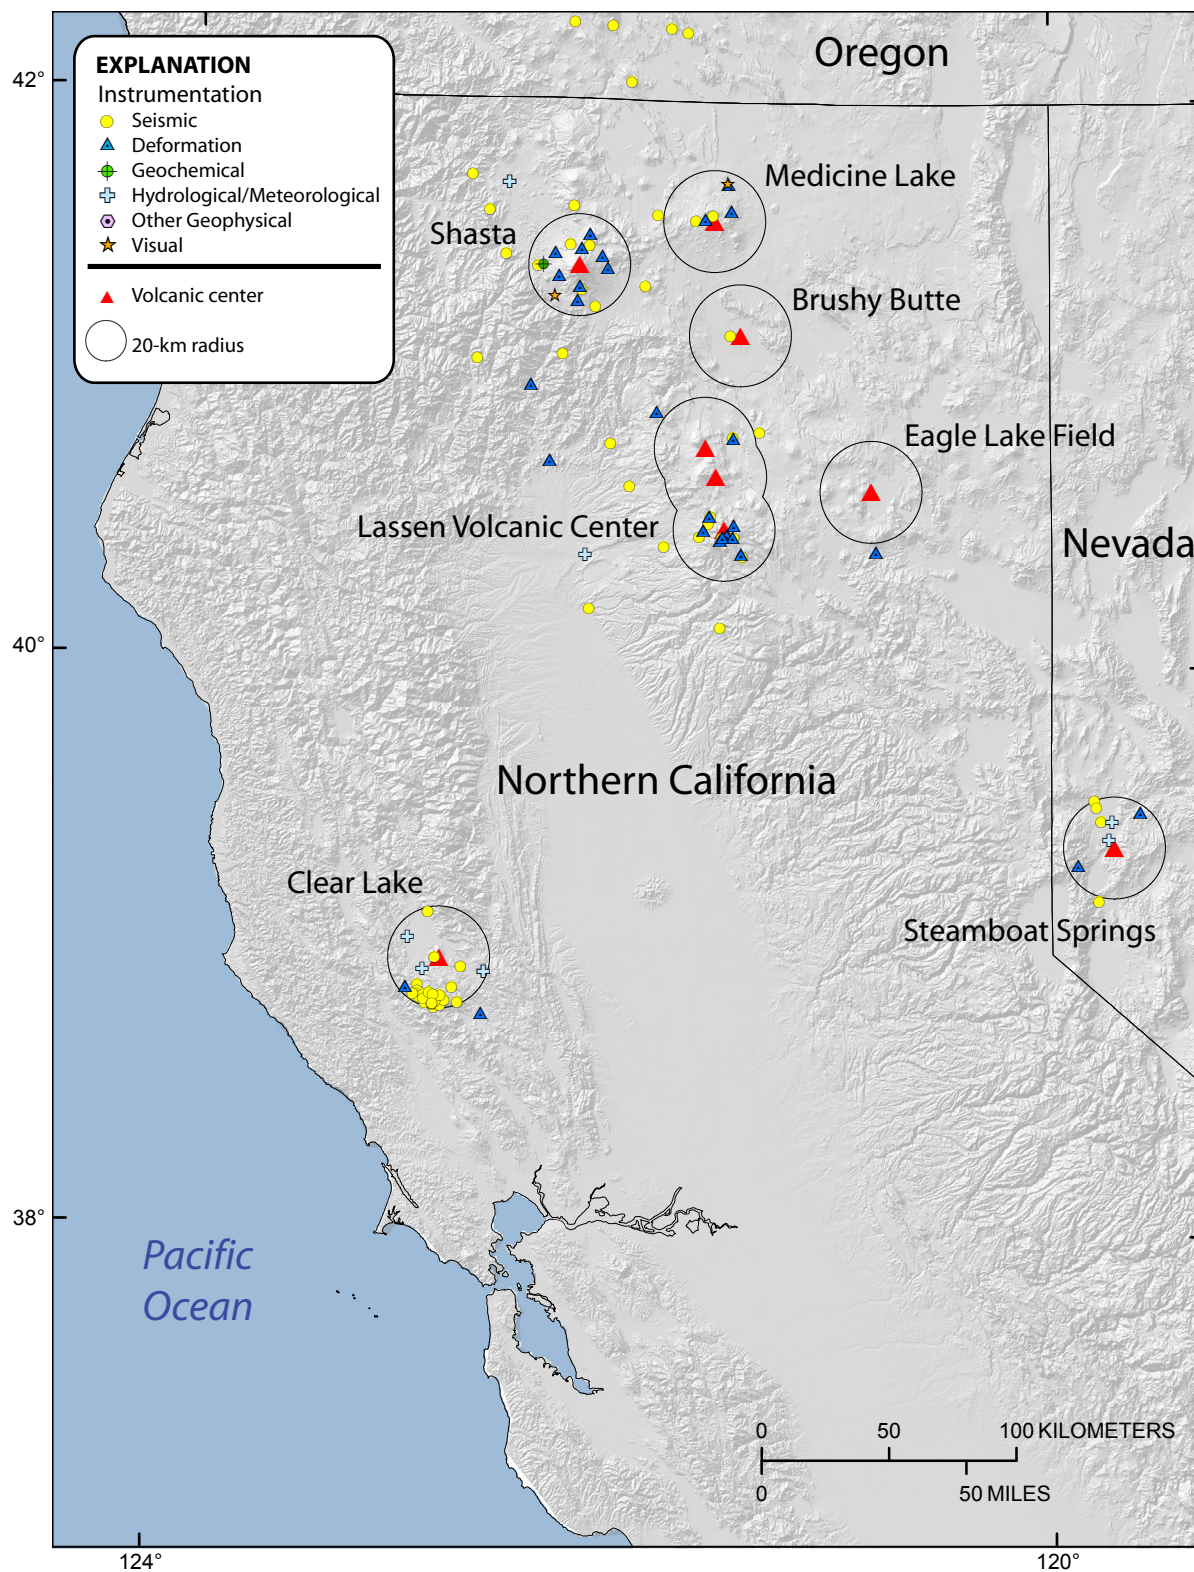 Oregon
42°
EXPLANATION
Instrumentation
Seismic
Deformation
Geochemical
Hydrological/Meteorological
Other Geophysical
Visual
Volcanic center
20-km radius
Medicine Lake
Shasta
Brushy Butte
Eagle Lake Field
Lassen Volcanic Center
Nevada
40°
Northern California
Clear Lake
Steamboat Springs
38°
Pacific
Ocean
0 50 100 KILOMETERS
0 50 MILES
124° 120°